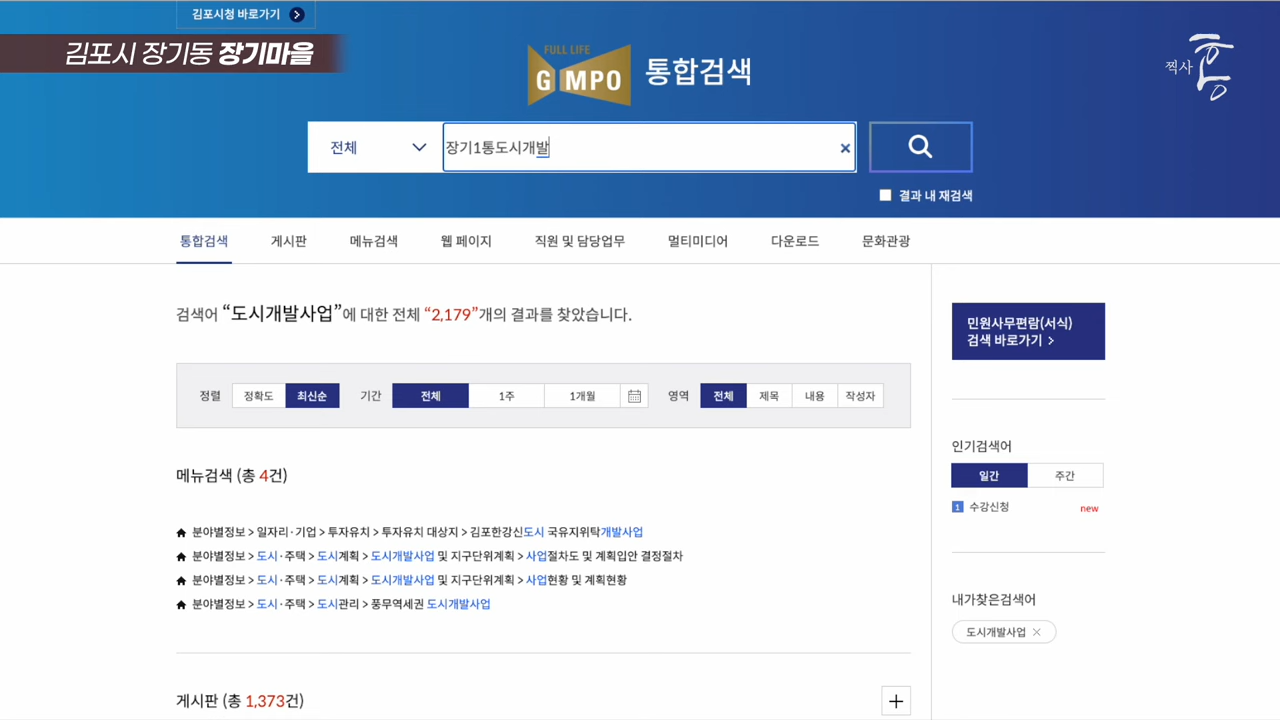 김포시청 바로가기
김포시 장기동 장기마을
FULL LIFE
GIMPO
통합검색
찍사 홍
전체
장기1통도시개발
결과 내 재검색
통합검색
게시판
메뉴검색
웹 페이지
직원 및 담당업무
멀티미디어
다운로드
문화관광
검색어 “도시개발사업”에 대한 전체 “2,179”개의 결과를 찾았습니다.
정렬 정확도 최신순 기간 전체 1주 1개월 영역 전체 제목 내용 작성자
메뉴검색 (총 4건)
분야별정보 > 일자리·기업 > 투자유치 > 투자유치 대상지 > 김포한강신도시 국유지위탁개발사업
분야별정보 > 도시·주택 > 도시계획 > 도시개발사업 및 지구단위계획 > 사업절차도 및 계획입안 결정절차
분야별정보 > 도시·주택 > 도시계획 > 도시개발사업 및 지구단위계획 > 사업현황 및 계획현황
분야별정보 > 도시·주택 > 도시관리 > 풍무역세권 도시개발사업
게시판 (총 1,373건)
민원사무편람(서식)
검색 바로가기 >
인기검색어
일간 주간
1 수강신청 new
내가찾은검색어
도시개발사업